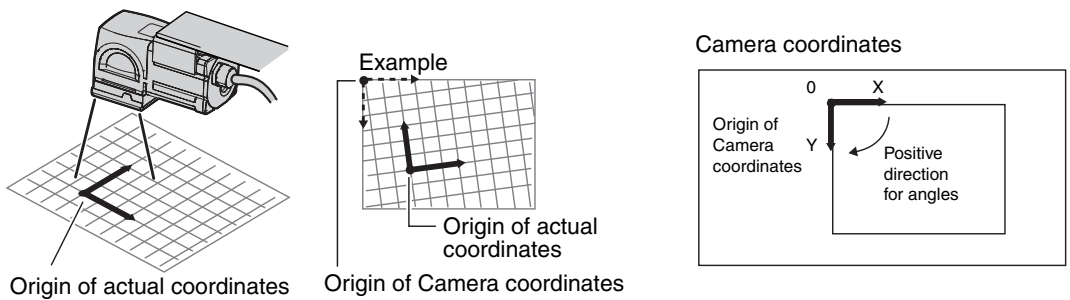 Example
Origin of actual
coordinates
Origin of actual coordinates
Origin of Camera coordinates
Camera coordinates
0 X
Y
Origin of
Camera
coordinates
Positive
direction
for angles